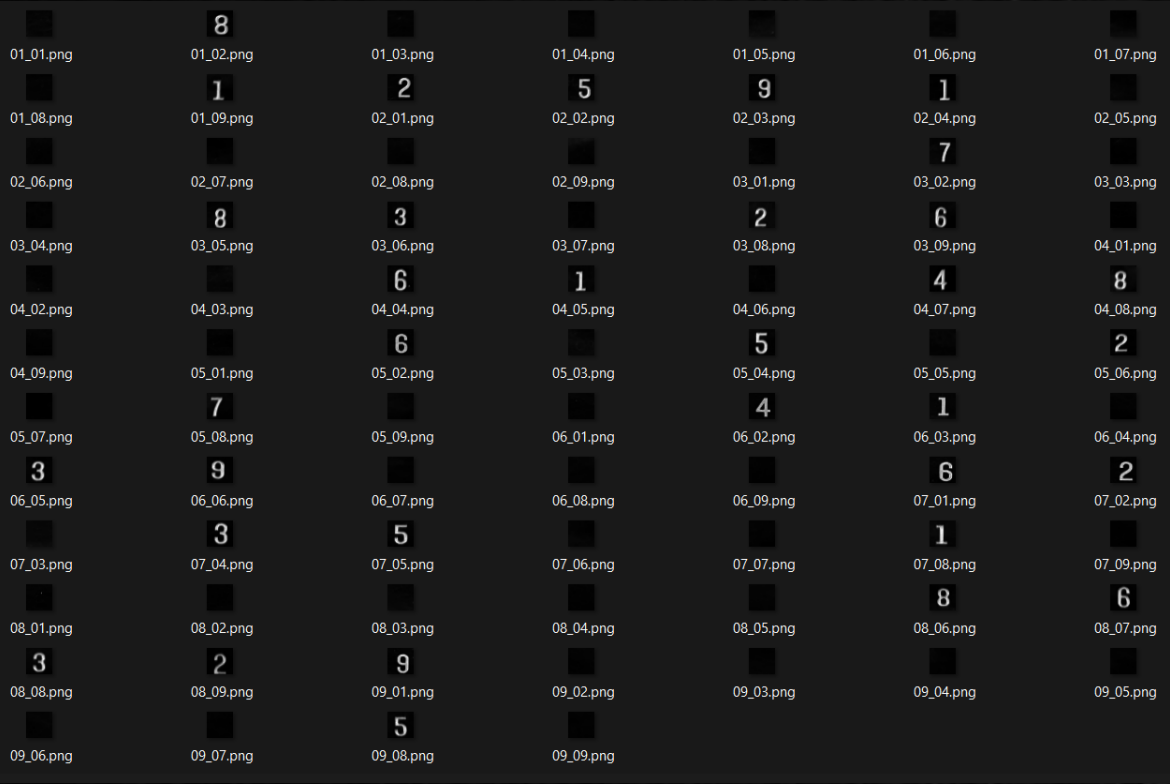 8
01_01.png 01_02.png 01_03.png 01_04.png 01_05.png 01_06.png 01_07.png
1 2 5 9 1
01_08.png 01_09.png 02_01.png 02_02.png 02_03.png 02_04.png 02_05.png
7
02_06.png 02_07.png 02_08.png 02_09.png 03_01.png 03_02.png 03_03.png
8 3 2 6
03_04.png 03_05.png 03_06.png 03_07.png 03_08.png 03_09.png 04_01.png
6 1 4 8
04_02.png 04_03.png 04_04.png 04_05.png 04_06.png 04_07.png 04_08.png
6 5 2
04_09.png 05_01.png 05_02.png 05_03.png 05_04.png 05_05.png 05_06.png
7 4 1
05_07.png 05_08.png 05_09.png 06_01.png 06_02.png 06_03.png 06_04.png
3 9 6 2
06_05.png 06_06.png 06_07.png 06_08.png 06_09.png 07_01.png 07_02.png
3 5 1
07_03.png 07_04.png 07_05.png 07_06.png 07_07.png 07_08.png 07_09.png
8 6
08_01.png 08_02.png 08_03.png 08_04.png 08_05.png 08_06.png 08_07.png
3 2 9
08_08.png 08_09.png 09_01.png 09_02.png 09_03.png 09_04.png 09_05.png
5
09_06.png 09_07.png 09_08.png 09_09.png